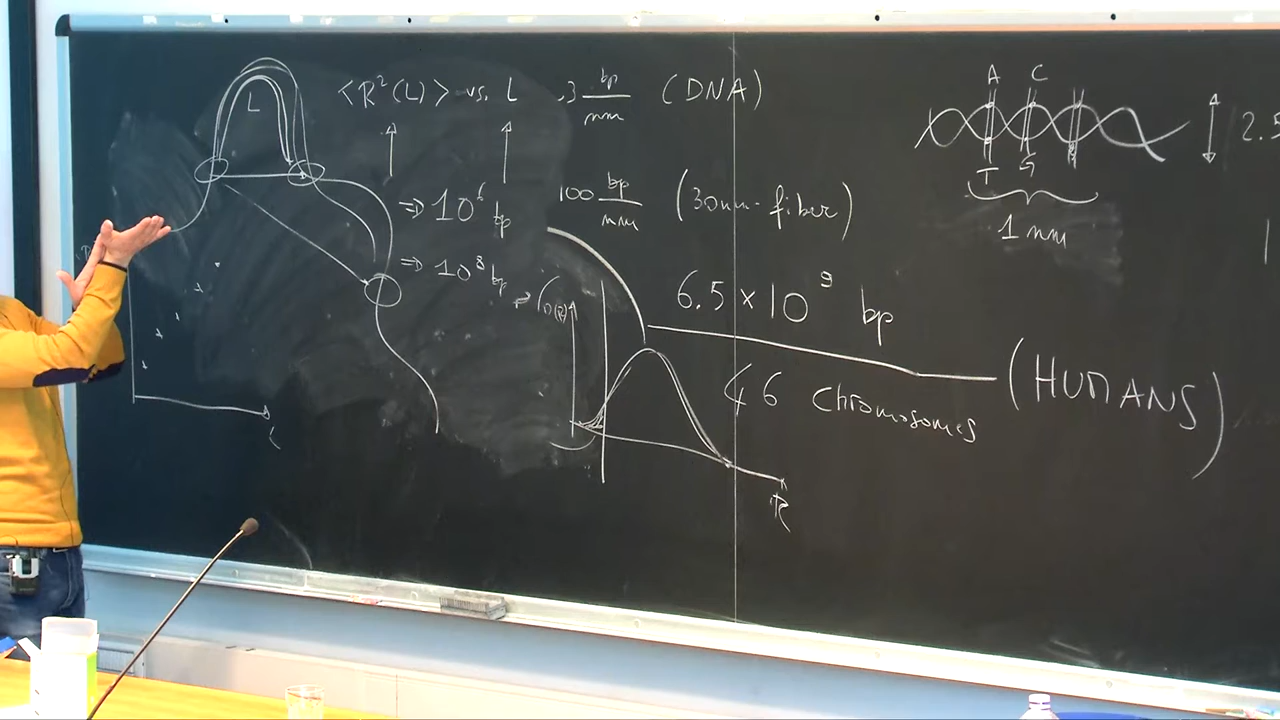 L
<R²(L)> vs. L
,3 bp/nm (DNA)
⇒ 10⁶ bp
100 bp/nm (30nm-fiber)
⇒ 10⁸ bp
6.5 × 10⁹ bp
46 Chromosomes
(HUMANS)
R
A C
T G
1 nm
2.5